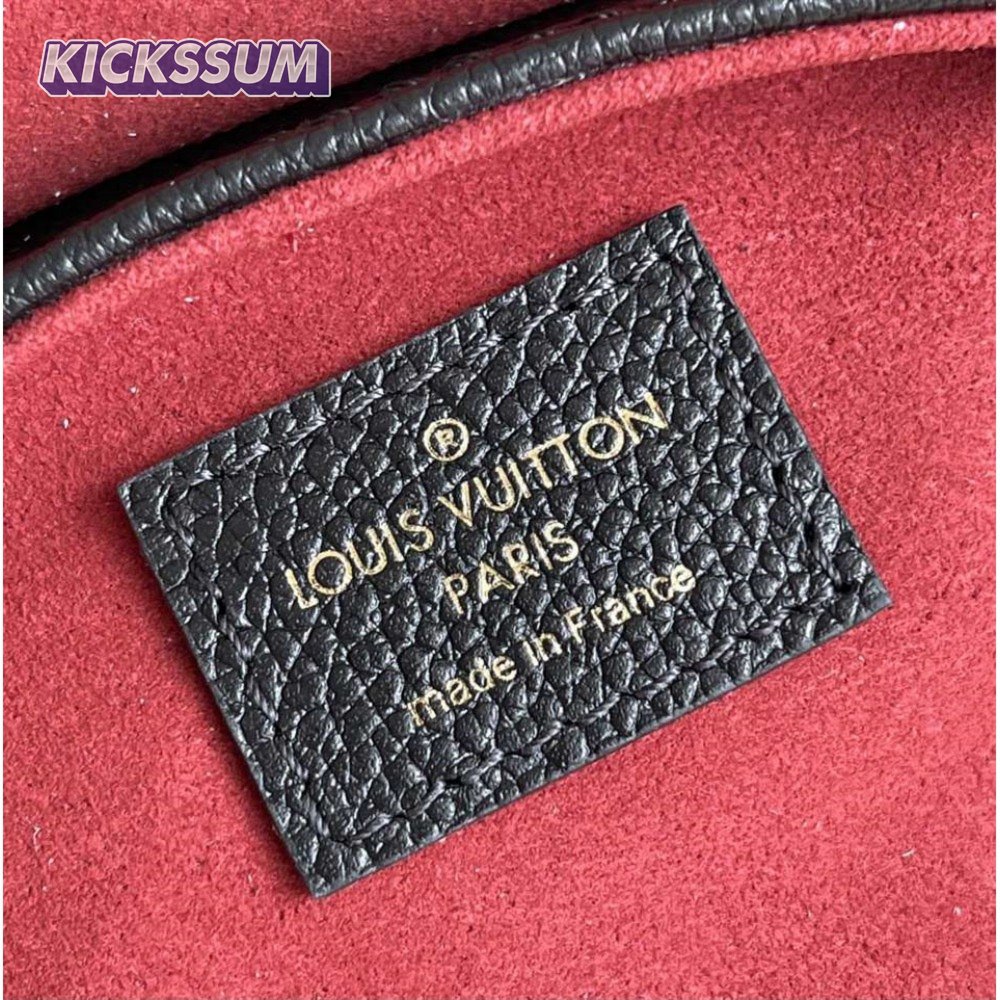 KICKSSUM
®
LOUIS VUITTON
PARIS
made in France